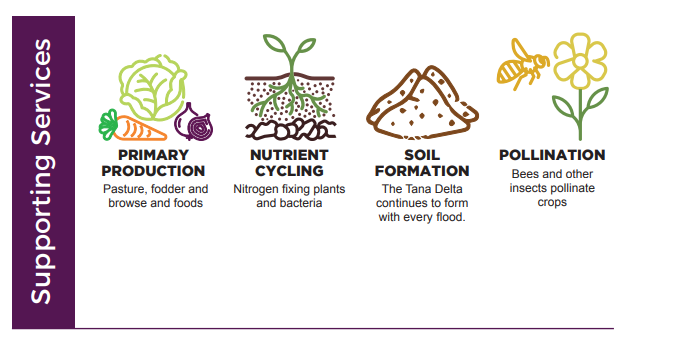 Supporting Services
PRIMARY
PRODUCTION
Pasture, fodder and
browse and foods
NUTRIENT
CYCLING
Nitrogen fixing plants
and bacteria
SOIL
FORMATION
The Tana Delta
continues to form
with every flood.
POLLINATION
Bees and other
insects pollinate
crops